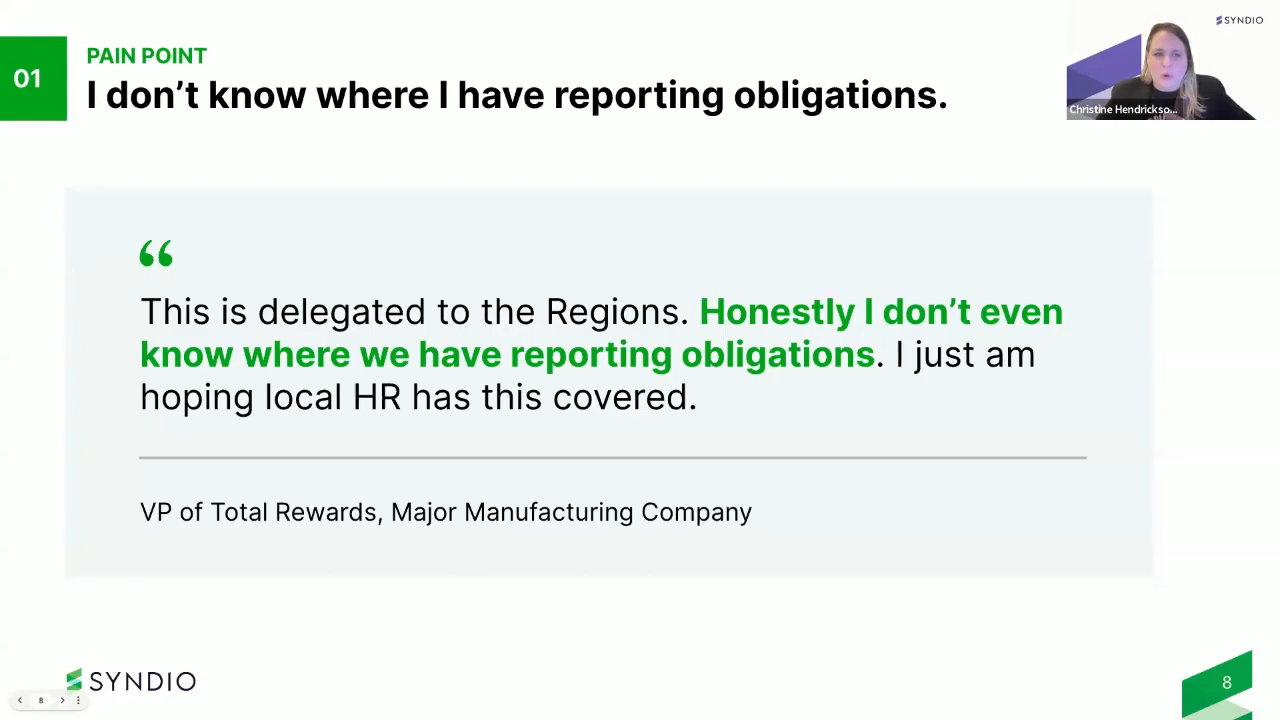 01
PAIN POINT
I don’t know where I have reporting obligations.
SYNDIO
Christine Hendrickso...
“
This is delegated to the Regions. Honestly I don’t even
know where we have reporting obligations. I just am
hoping local HR has this covered.
VP of Total Rewards, Major Manufacturing Company
SYNDIO
8
8